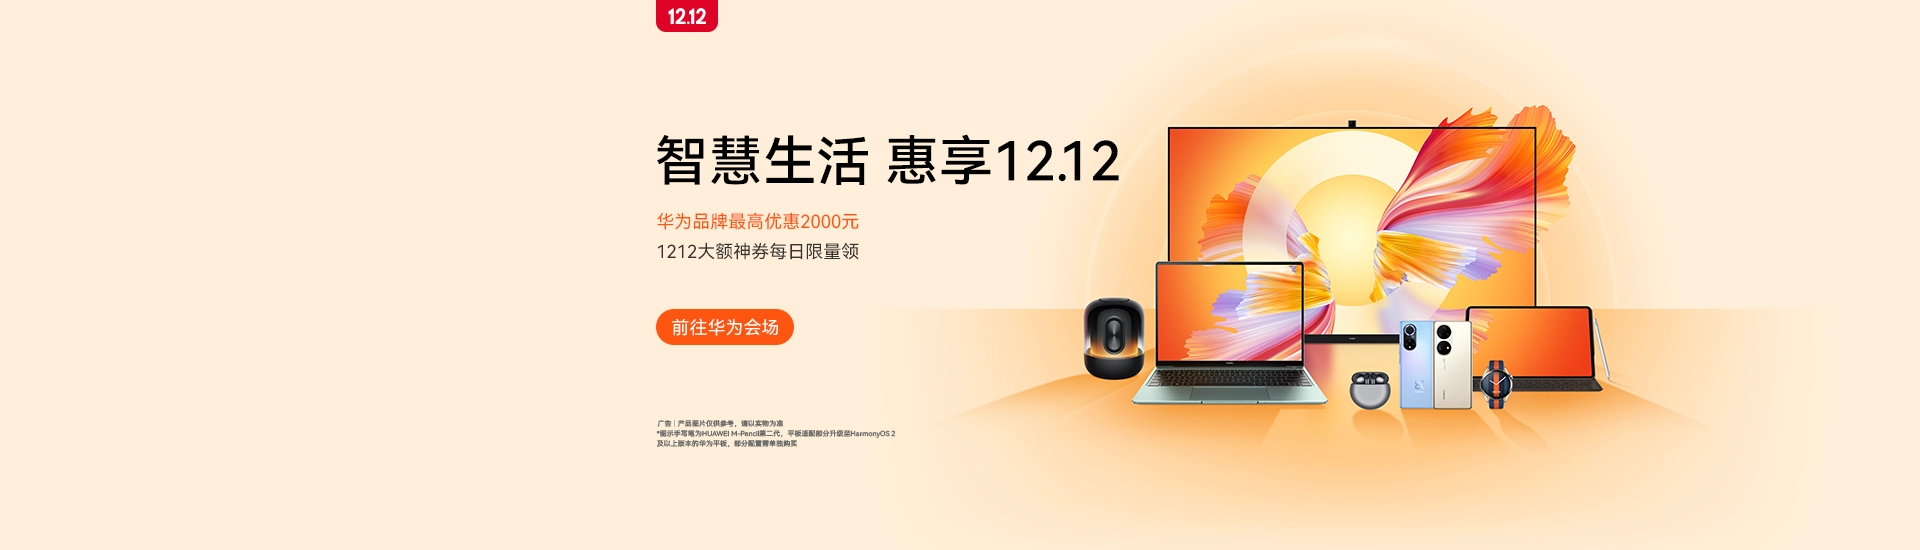 12.12
智慧生活 惠享12.12
华为品牌最高优惠2000元
1212大额神券每日限量领
前往华为会场
广告｜产品图片仅供参考，请以实物为准
*图示手写笔为HUAWEI M-Pencil第二代，平板适配部分升级至HarmonyOS 2
及以上版本的华为平板，部分配置需单独购买